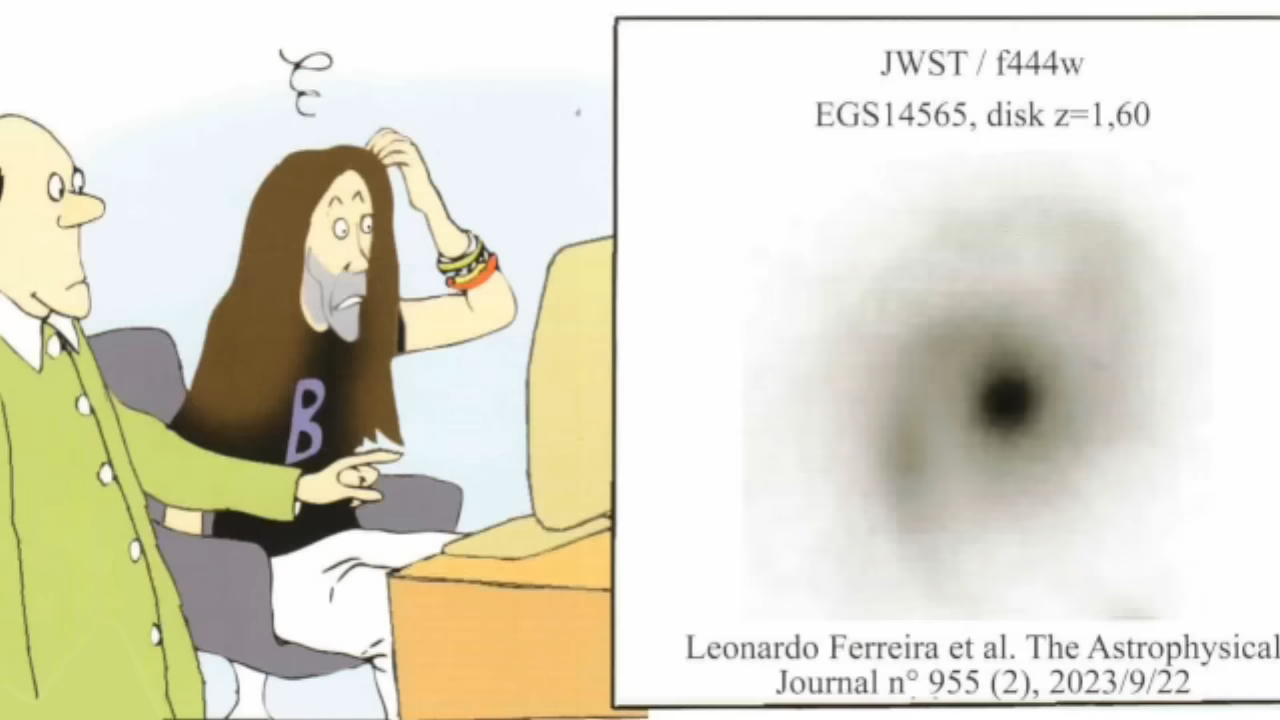 B
JWST / f444w
EGS14565, disk z=1,60
Leonardo Ferreira et al. The Astrophysical
Journal n° 955 (2), 2023/9/22